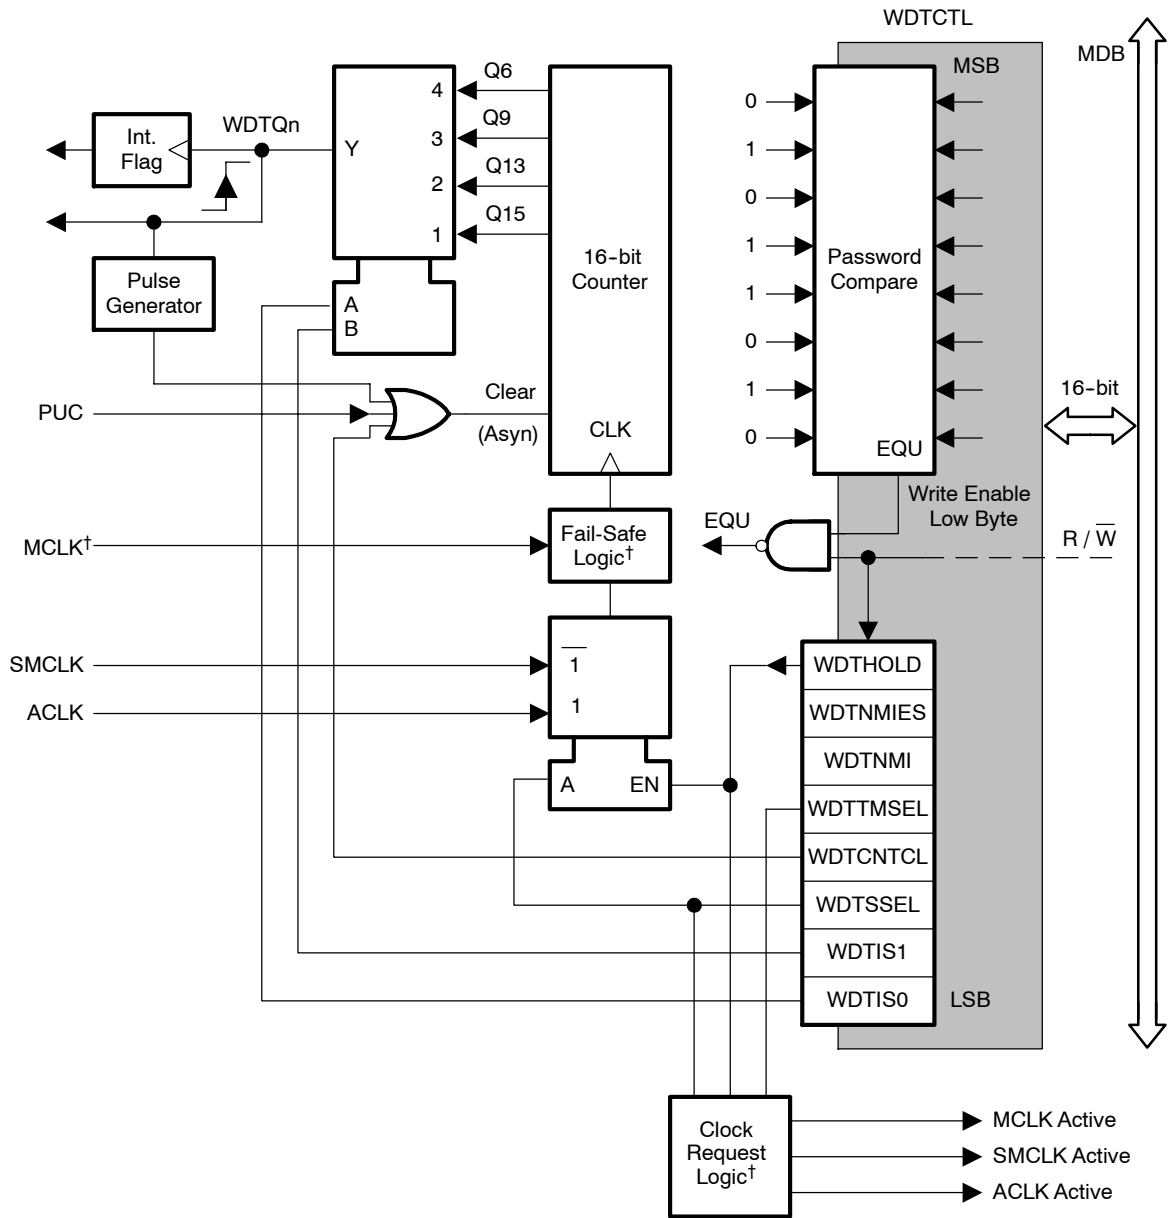 WDTCTL
MDB
MSB
Q6
4
Q9
3
Q13
2
Q15
1
Y
WDTQn
Int.
Flag
Pulse
Generator
A
B
16-bit
Counter
CLK
Clear
(Asyn)
PUC
0
1
0
1
1
0
1
0
Password
Compare
EQU
16-bit
Write Enable
Low Byte
EQU
R / W̅
MCLK†
Fail-Safe
Logic†
SMCLK
1̅
ACLK
1
A
EN
WDTHOLD
WDTNMIES
WDTNMI
WDTTMSEL
WDTCNTCL
WDTSSEL
WDTIS1
WDTIS0
LSB
Clock
Request
Logic†
MCLK Active
SMCLK Active
ACLK Active